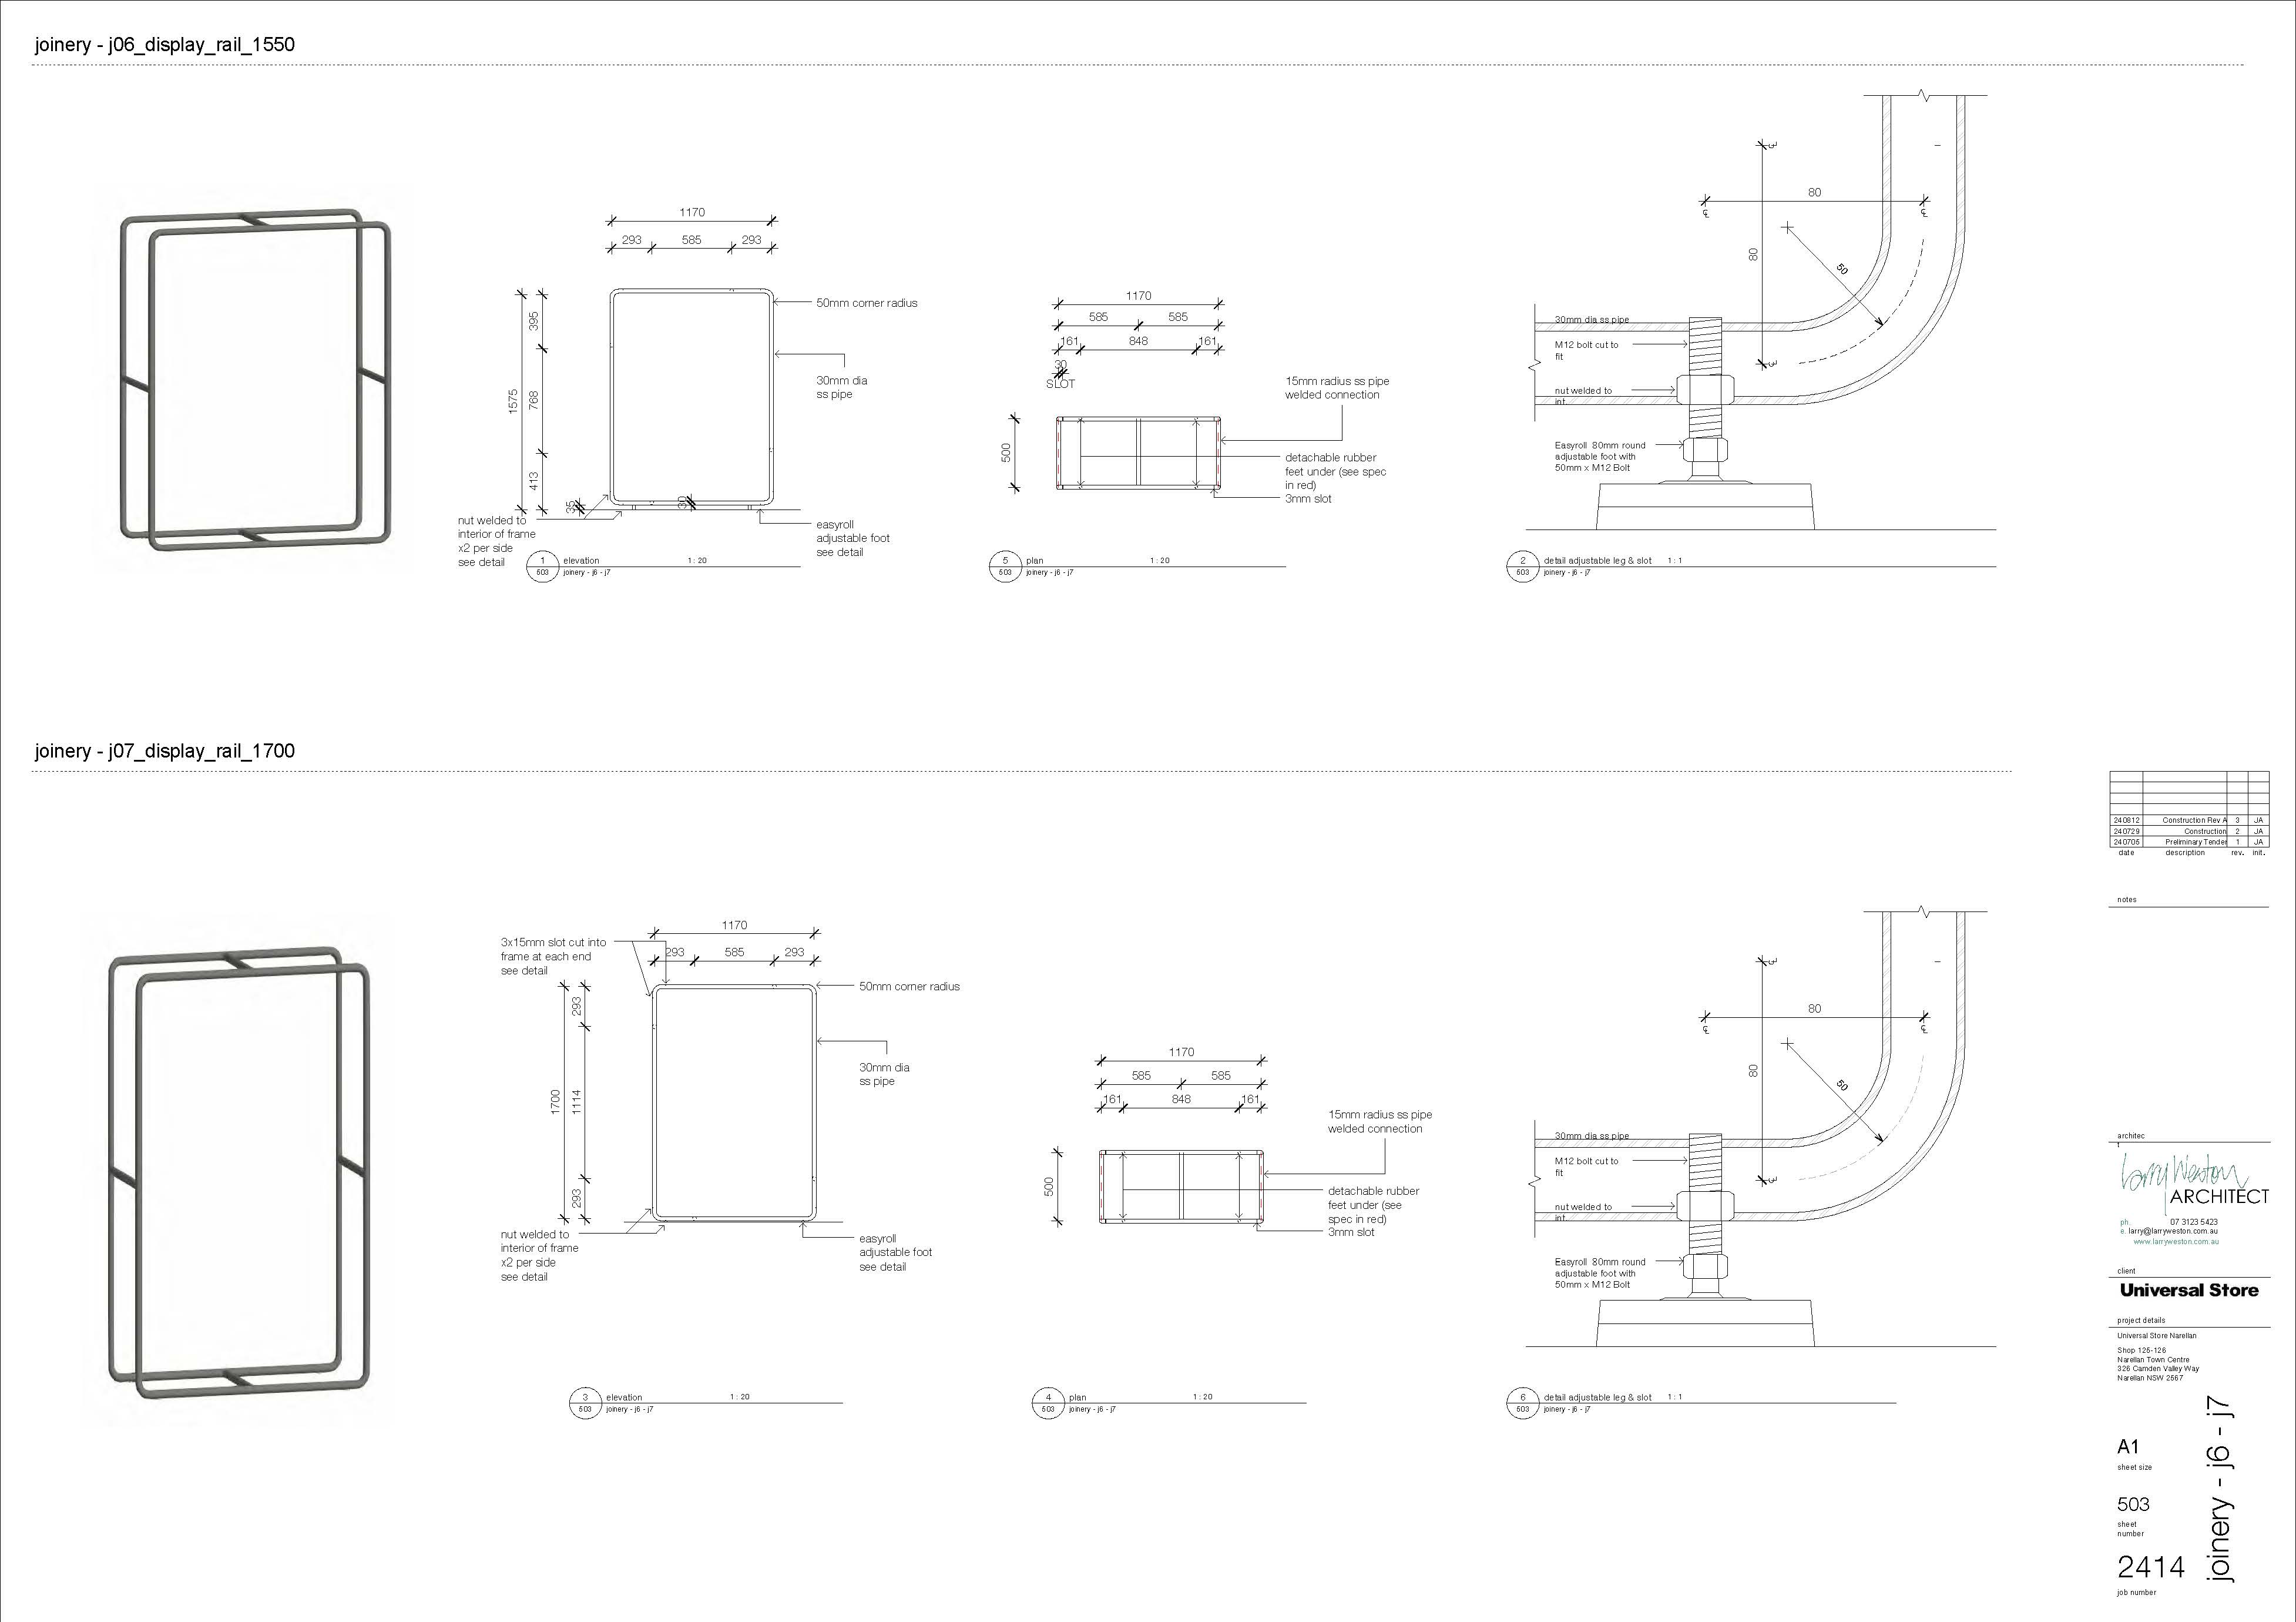 joinery - j06_display_rail_1550
1170
293
585
293
395
768
413
1575
35
30
50mm corner radius
30mm dia
ss pipe
nut welded to
interior of frame
x2 per side
see detail
easyroll
adjustable foot
see detail
1
503
elevation
1 : 20
joinery - j6 - j7
1170
585
585
161
848
161
30
SLOT
500
15mm radius ss pipe
welded connection
detachable rubber
feet under (see spec
in red)
3mm slot
5
503
plan
1 : 20
joinery - j6 - j7
80
80
50
30mm dia ss pipe
M12 bolt cut to
fit
nut welded to
int.
Easyroll 80mm round
adjustable foot with
50mm x M12 Bolt
2
503
detail adjustable leg & slot
1 : 1
joinery - j6 - j7
joinery - j07_display_rail_1700
3x15mm slot cut into
frame at each end
see detail
1170
293
585
293
293
1114
293
1700
50mm corner radius
30mm dia
ss pipe
nut welded to
interior of frame
x2 per side
see detail
easyroll
adjustable foot
see detail
3
503
elevation
1 : 20
joinery - j6 - j7
1170
585
585
161
848
161
500
15mm radius ss pipe
welded connection
detachable rubber
feet under (see
spec in red)
3mm slot
4
503
plan
1 : 20
joinery - j6 - j7
80
80
50
30mm dia ss pipe
M12 bolt cut to
fit
nut welded to
int.
Easyroll 80mm round
adjustable foot with
50mm x M12 Bolt
6
503
detail adjustable leg & slot
1 : 1
joinery - j6 - j7
240812 Construction Rev A 3 JA
240729 Construction 2 JA
240705 Preliminary Tender 1 JA
date description rev. init.
notes
architec
t
Larry Weston
ARCHITECT
ph. 07 3123 5423
e. larry@larryweston.com.au
www.larryweston.com.au
client
Universal Store
project details
Universal Store Narellan
Shop 125-126
Narellan Town Centre
326 Camden Valley Way
Narellan NSW 2567
A1
sheet size
503
sheet
number
2414
job number
joinery - j6 - j7